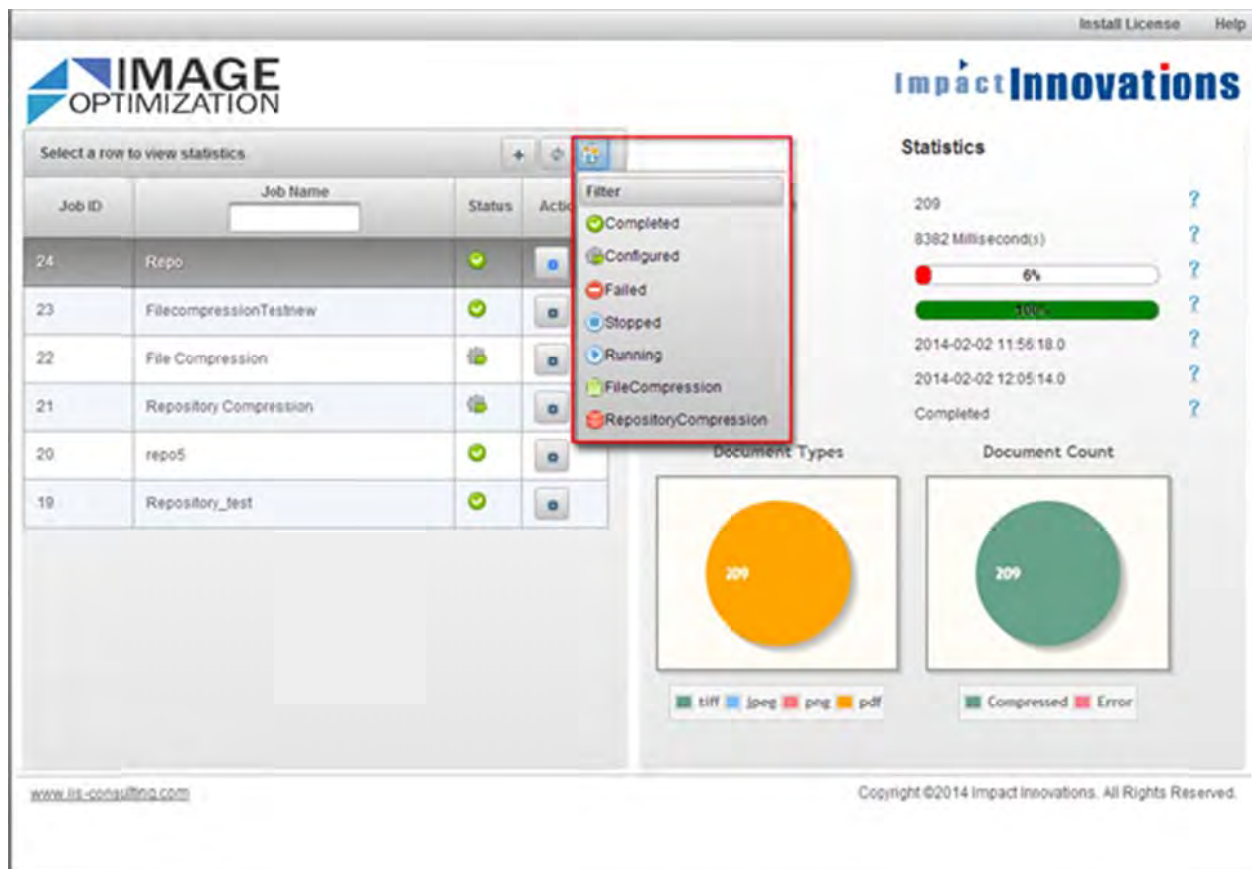 Install License Help
IMAGE
OPTIMIZATION
Impact Innovations
Select a row to view statistics
Job ID Job Name Status
24 Repo
23 FilecompressionTestnew
22 File Compression
21 Repository Compression
20 repo5
19 Repository_test
Filter
Completed
Configured
Failed
Stopped
Running
FileCompression
RepositoryCompression
Statistics
209 ?
8382 Millisecond(s) ?
6% ?
100% ?
2014-02-02 11:56:18.0 ?
2014-02-02 12:05:14.0 ?
Completed ?
Document Types
209
tiff jpeg png pdf
Document Count
209
Compressed Error
www.iis-consulting.com
Copyright ©2014 Impact Innovations. All Rights Reserved.